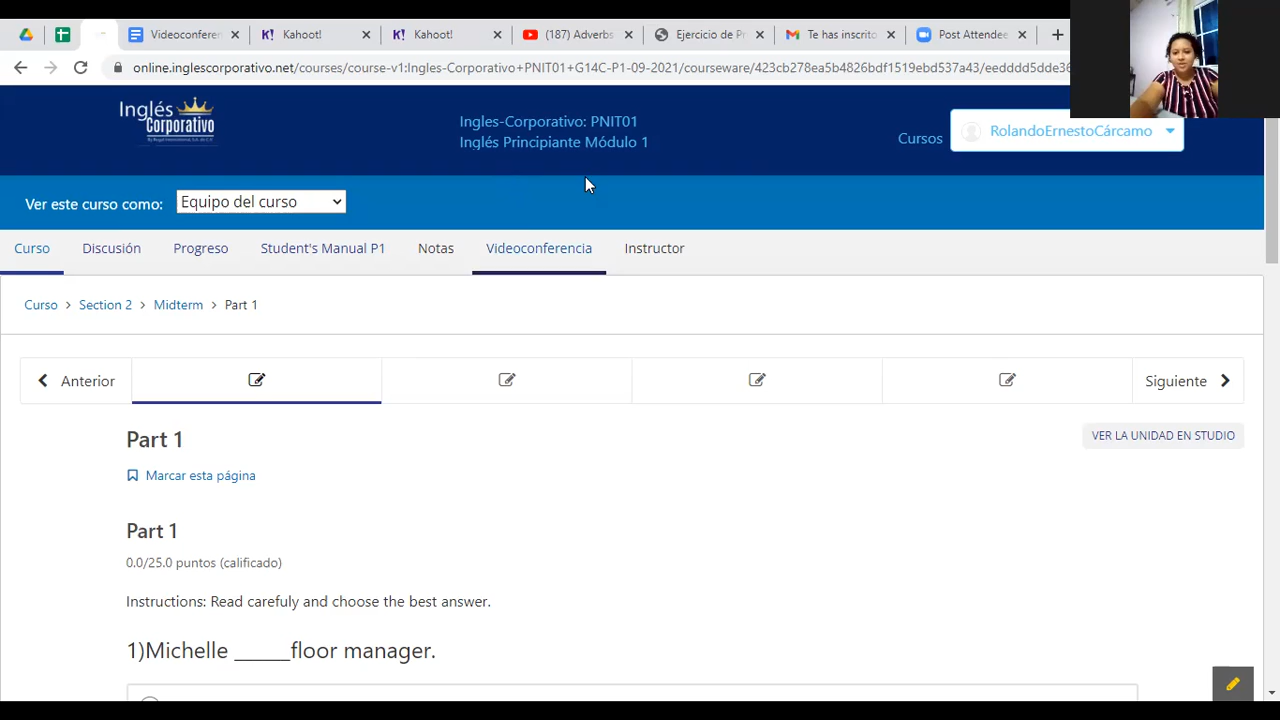 Videoconferen
Kahoot!
Kahoot!
(187) Adverbs
Ejercicio de Pr
Te has inscrito
Post Attendee
online.inglescorporativo.net/courses/course-v1:Ingles-Corporativo+PNIT01+G14C-P1-09-2021/courseware/423cb278ea5b4826bdf1519ebd537a43/eedddd5dde36
Inglés
Corporativo
Ingles-Corporativo: PNIT01
Inglés Principiante Módulo 1
Cursos
RolandoErnestoCárcamo
Ver este curso como:
Equipo del curso
Curso
Discusión
Progreso
Student's Manual P1
Notas
Videoconferencia
Instructor
Curso > Section 2 > Midterm > Part 1
Anterior
Siguiente
Part 1
VER LA UNIDAD EN STUDIO
Marcar esta página
Part 1
0.0/25.0 puntos (calificado)
Instructions: Read carefuly and choose the best answer.
1)Michelle ______floor manager.